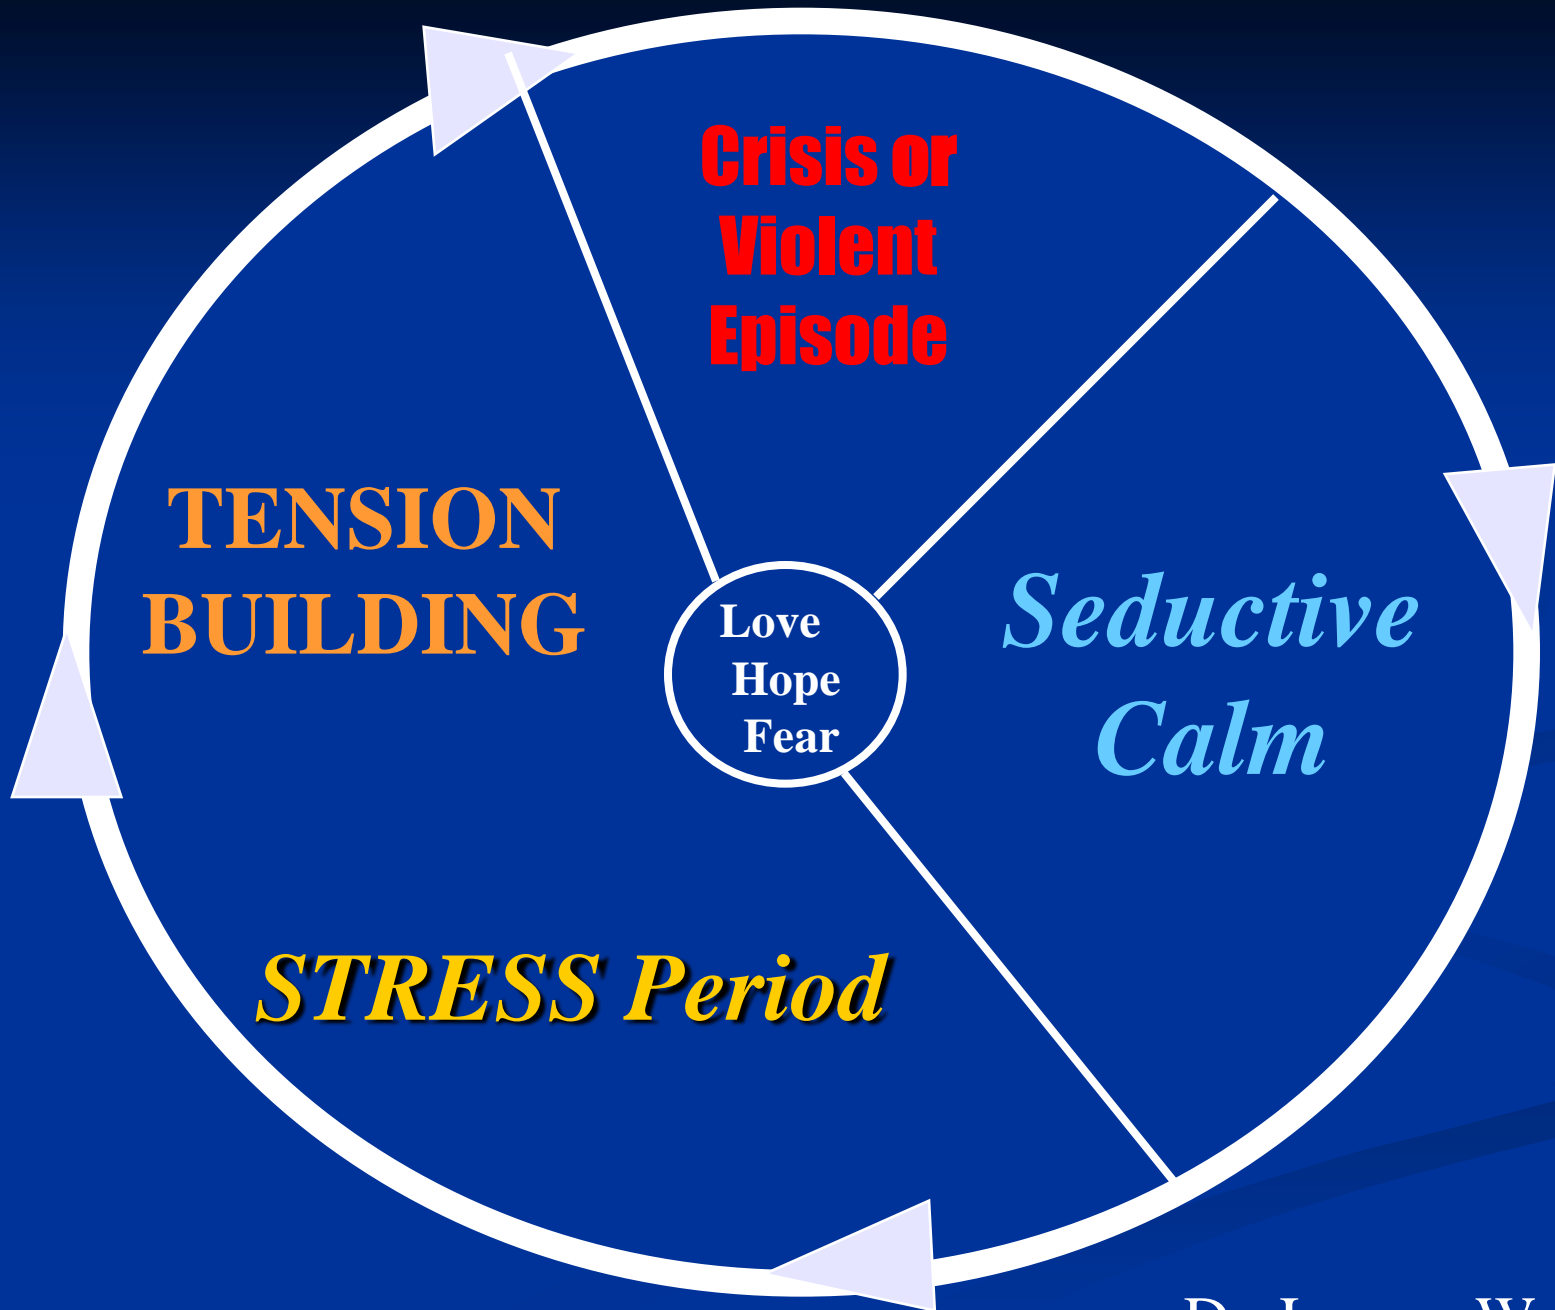 Crisis or
Violent
Episode
TENSION
BUILDING
Seductive
Calm
Love
Hope
Fear
STRESS Period